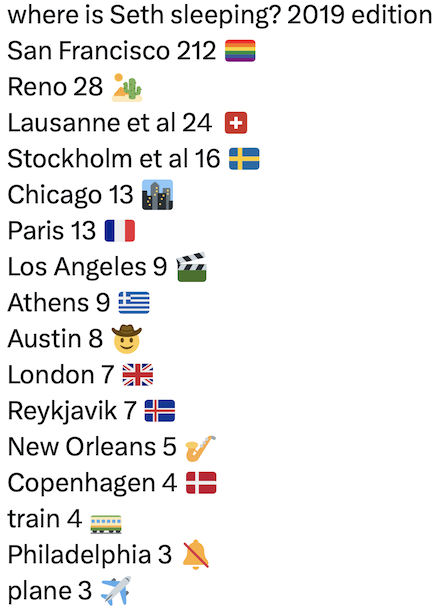 where is Seth sleeping? 2019 edition
San Francisco 212 🏳️‍🌈
Reno 28 🏜️
Lausanne et al 24 🇨🇭
Stockholm et al 16 🇸🇪
Chicago 13 🏙️
Paris 13 🇫🇷
Los Angeles 9 🎬
Athens 9 🇬🇷
Austin 8 🤠
London 7 🇬🇧
Reykjavik 7 🇮🇸
New Orleans 5 🎷
Copenhagen 4 🇩🇰
train 4 🚃
Philadelphia 3 🔕
plane 3 ✈️